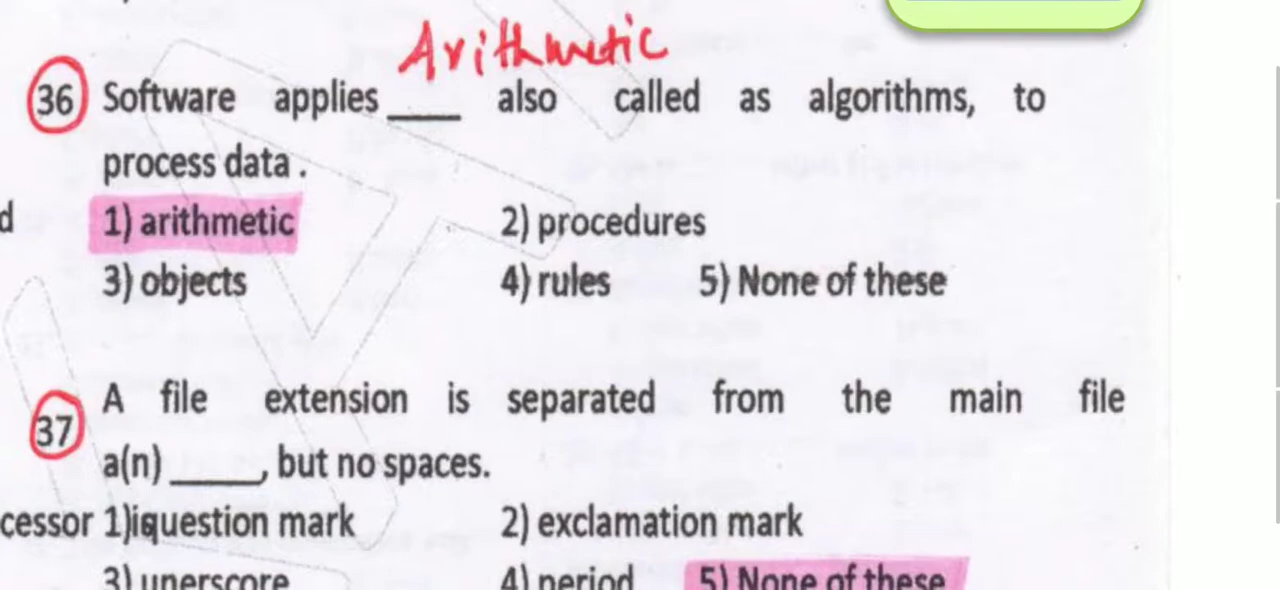 Arithmetic
36 Software applies ____ also called as algorithms, to
process data .
d 1) arithmetic 2) procedures
3) objects 4) rules 5) None of these
37 A file extension is separated from the main file
a(n) _____, but no spaces.
cessor 1) question mark 2) exclamation mark
3) unerscore 4) period 5) None of these